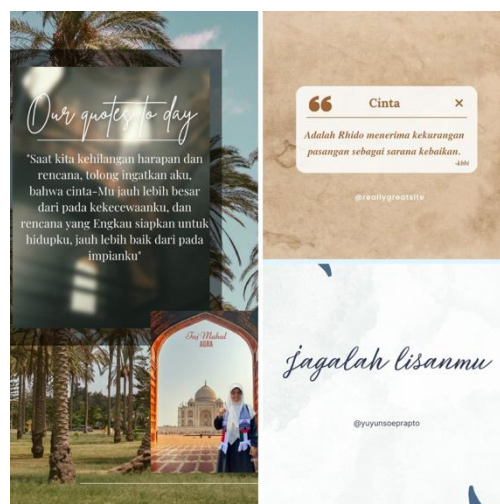 Our quotes to day
"Saat kita kehilangan harapan dan
rencana, tolong ingatkan aku,
bahwa cinta-Mu jauh lebih besar
dari pada kekecewaanku, dan
rencana yang Engkau siapkan untuk
hidupku, jauh lebih baik dari pada
impianku"
Taj Mahal
AGRA
Cinta
Adalah Rhido menerima kekurangan
pasangan sebagai sarana kebaikan.
-kbbi
@reallygreatsite
jagalah lisanmu
@yuyunsoeprapto